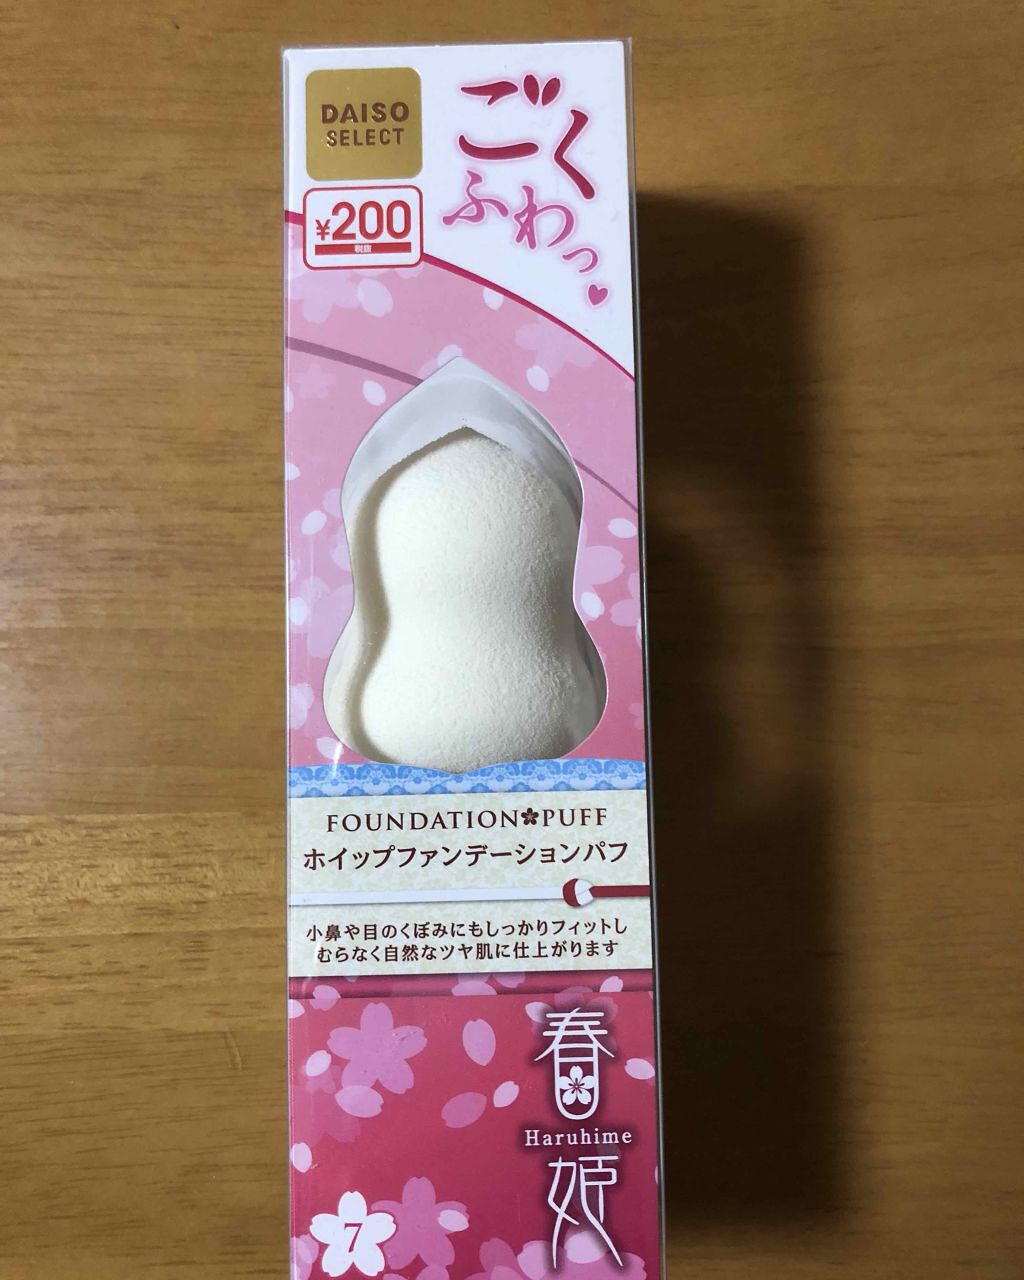 DAISO
SELECT
¥200
税抜
ごく
ふわっ♥
FOUNDATION PUFF
ホイップファンデーションパフ
小鼻や目のくぼみにもしっかりフィットし
むらなく自然なツヤ肌に仕上がります
春
Haruhime
姫
7